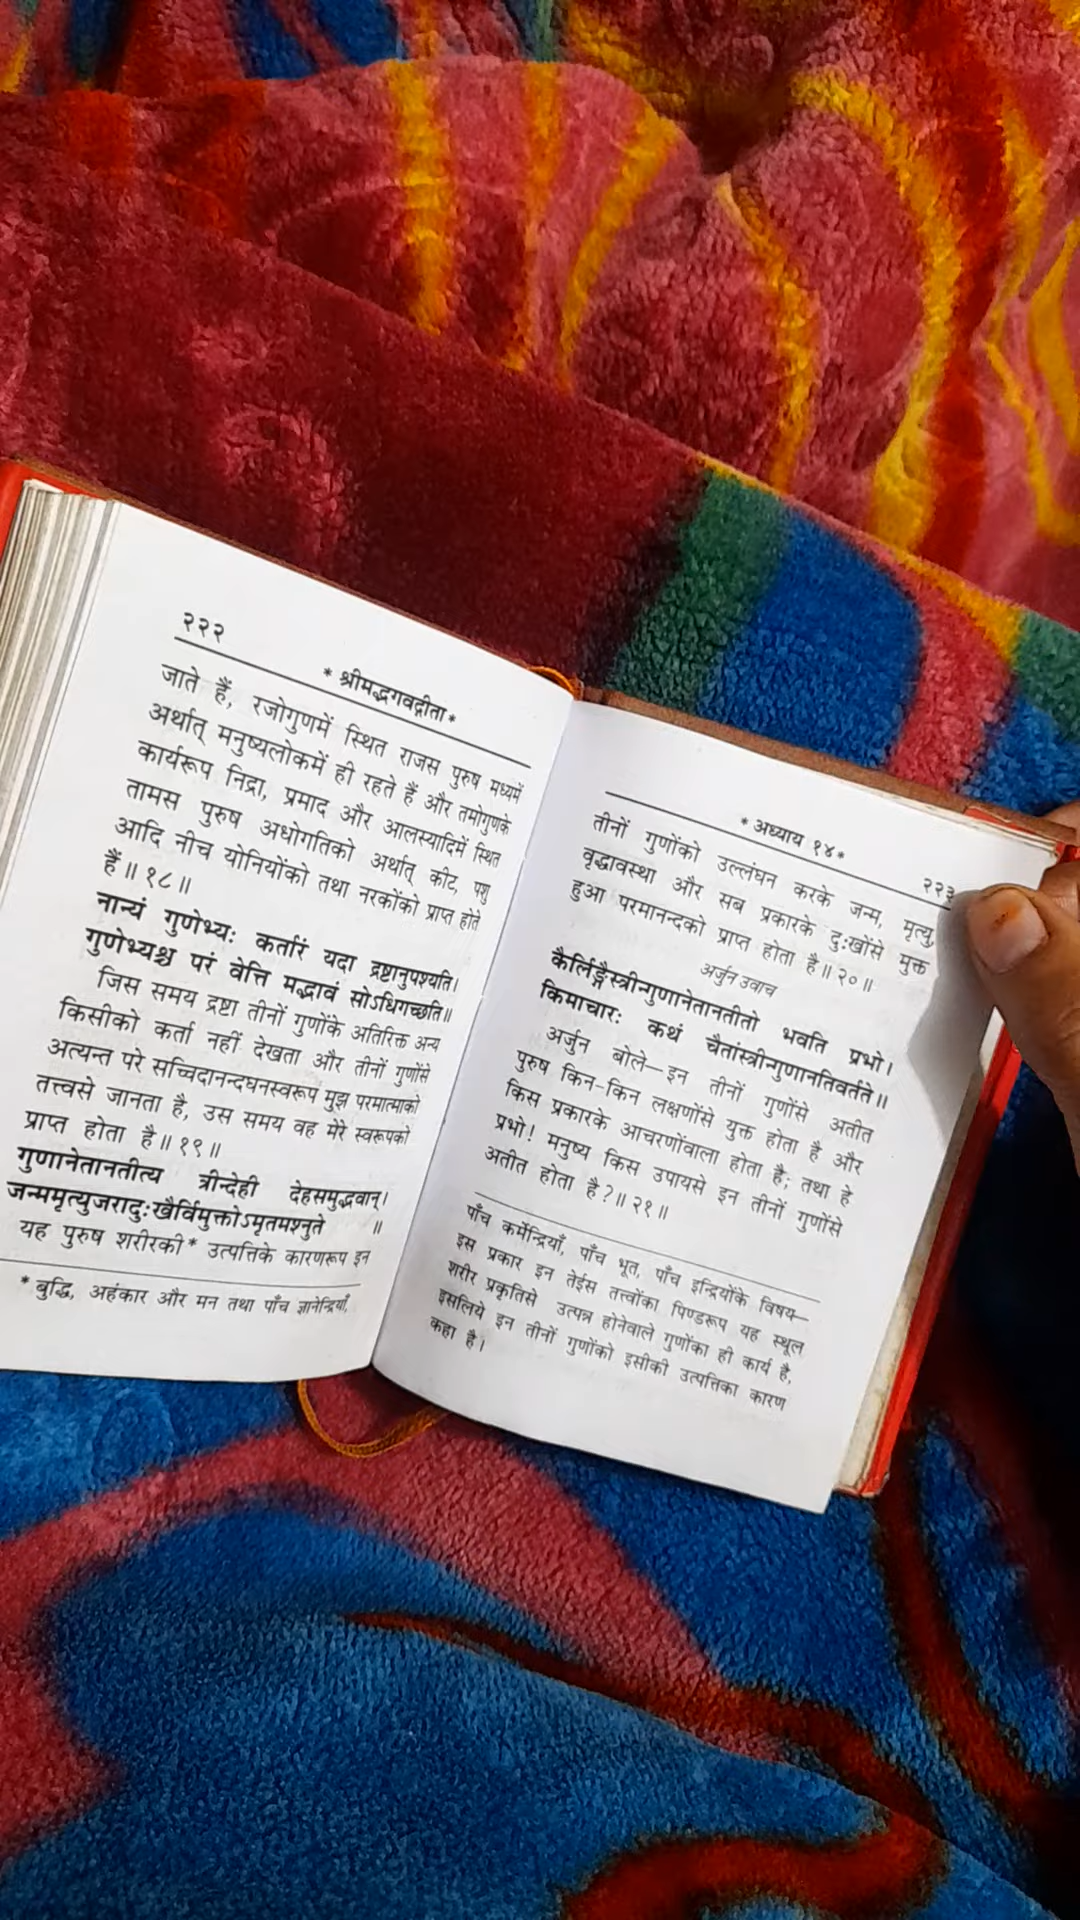 २२२
* श्रीमद्भगवद्गीता *
जाते हैं, रजोगुणमें स्थित राजस पुरुष मध्यमें
अर्थात् मनुष्यलोकमें ही रहते हैं और तमोगुणके
कार्यरूप निद्रा, प्रमाद और आलस्यादिमें स्थित
तामस पुरुष अधोगतिको अर्थात् कीट, पशु
आदि नीच योनियोंको तथा नरकोंको प्राप्त होते
हैं॥ १८॥
नान्यं गुणेभ्यः कर्तारं यदा द्रष्टानुपश्यति।
गुणेभ्यश्च परं वेत्ति मद्भावं सोऽधिगच्छति॥
जिस समय द्रष्टा तीनों गुणोंके अतिरिक्त अन्य
किसीको कर्ता नहीं देखता और तीनों गुणोंसे
अत्यन्त परे सच्चिदानन्दघनस्वरूप मुझ परमात्माको
तत्त्वसे जानता है, उस समय वह मेरे स्वरूपको
प्राप्त होता है॥ १९॥
गुणानेतानतीत्य त्रीन्देही देहसमुद्भवान्।
जन्ममृत्युजरादुःखैर्विमुक्तोऽमृतमश्नुते ॥
यह पुरुष शरीरकी* उत्पत्तिके कारणरूप इन
* बुद्धि, अहंकार और मन तथा पाँच ज्ञानेन्द्रियाँ,
* अध्याय १४*
२२३
तीनों गुणोंको उल्लंघन करके जन्म, मृत्यु,
वृद्धावस्था और सब प्रकारके दुःखोंसे मुक्त
हुआ परमानन्दको प्राप्त होता है॥ २०॥
अर्जुन उवाच
कैर्लिङ्गैस्त्रीन्गुणानेतानतीतो भवति प्रभो।
किमाचारः कथं चैतांस्त्रीन्गुणानतिवर्तते॥
अर्जुन बोले—इन तीनों गुणोंसे अतीत
पुरुष किन-किन लक्षणोंसे युक्त होता है और
किस प्रकारके आचरणोंवाला होता है; तथा हे
प्रभो! मनुष्य किस उपायसे इन तीनों गुणोंसे
अतीत होता है?॥ २१॥
पाँच कर्मेन्द्रियाँ, पाँच भूत, पाँच इन्द्रियोंके विषय—
इस प्रकार इन तेईस तत्त्वोंका पिण्डरूप यह स्थूल
शरीर प्रकृतिसे उत्पन्न होनेवाले गुणोंका ही कार्य है,
इसलिये इन तीनों गुणोंको इसीकी उत्पत्तिका कारण
कहा है।